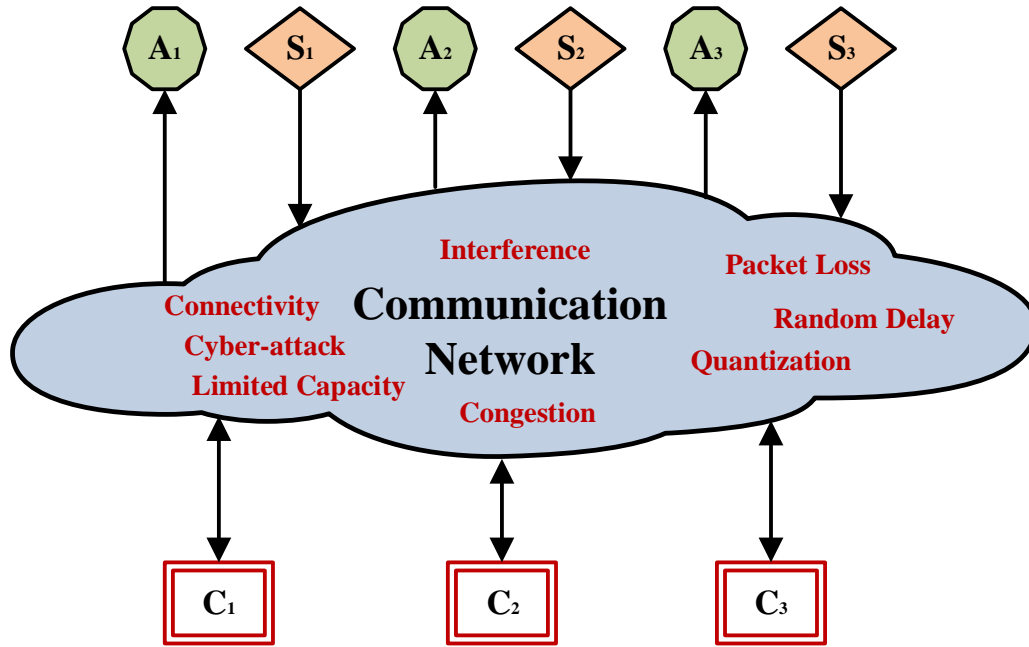 A₁
S₁
A₂
S₂
A₃
S₃
Interference
Packet Loss
Connectivity
Communication
Random Delay
Cyber-attack
Network
Quantization
Limited Capacity
Congestion
C₁
C₂
C₃